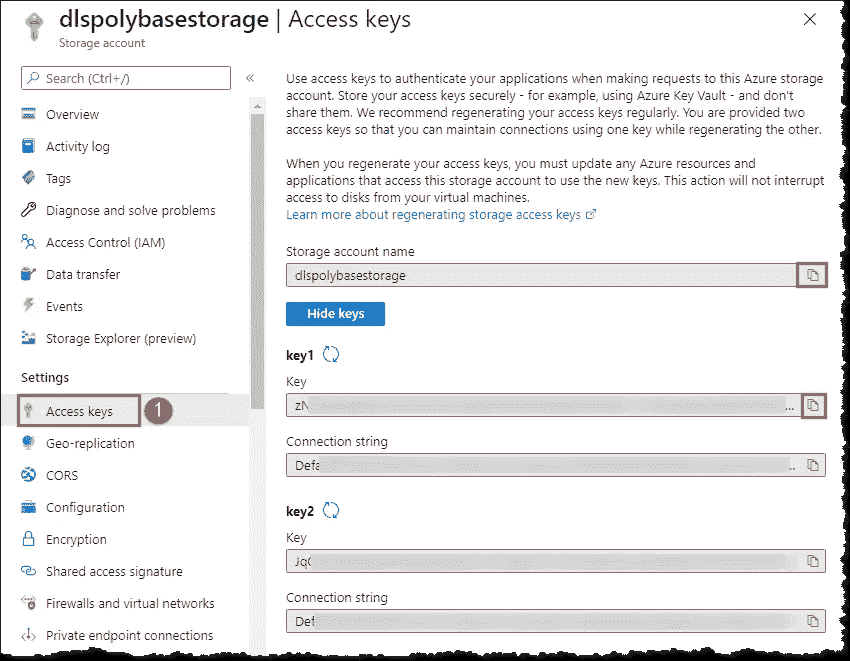 dlspolybasestorage | Access keys
Storage account
Search (Ctrl+/)
Overview
Activity log
Tags
Diagnose and solve problems
Access Control (IAM)
Data transfer
Events
Storage Explorer (preview)
Settings
Access keys
1
Geo-replication
CORS
Configuration
Encryption
Shared access signature
Firewalls and virtual networks
Private endpoint connections
Use access keys to authenticate your applications when making requests to this Azure storage
account. Store your access keys securely - for example, using Azure Key Vault - and don't
share them. We recommend regenerating your access keys regularly. You are provided two
access keys so that you can maintain connections using one key while regenerating the other.
When you regenerate your access keys, you must update any Azure resources and
applications that access this storage account to use the new keys. This action will not interrupt
access to disks from your virtual machines.
Learn more about regenerating storage access keys
Storage account name
dlspolybasestorage
Hide keys
key1
Key
zN
...
Connection string
Defa
..
key2
Key
Jq
Connection string
Def